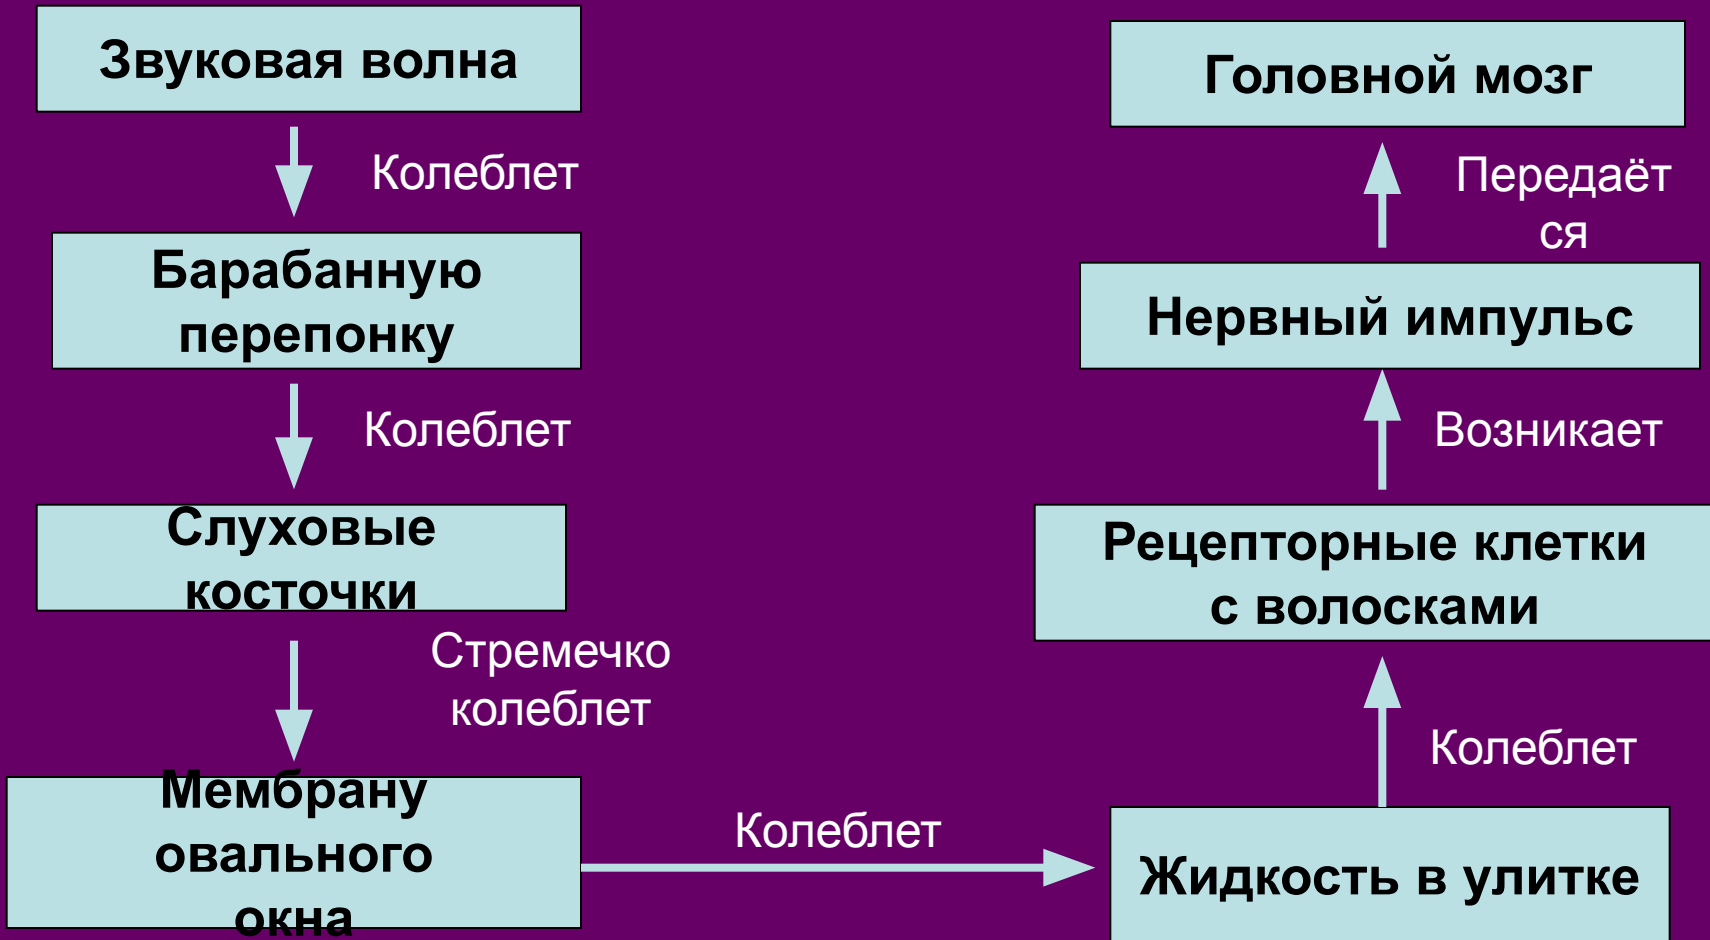 Звуковая волна
Колеблет
Барабанную
перепонку
Колеблет
Слуховые
косточки
Стремечко
колеблет
Мембрану
овального
окна
Колеблет
Жидкость в улитке
Колеблет
Рецепторные клетки
с волосками
Возникает
Нервный импульс
Передаёт
ся
Головной мозг